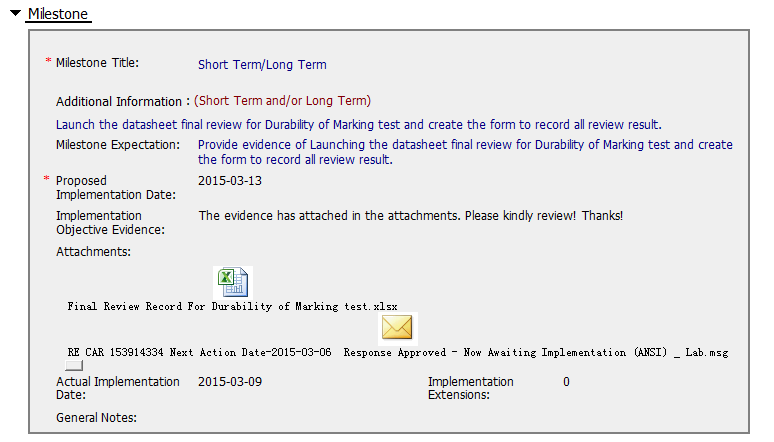 Milestone
* Milestone Title: Short Term/Long Term
Additional Information : (Short Term and/or Long Term)
Launch the datasheet final review for Durability of Marking test and create the form to record all review result.
Milestone Expectation: Provide evidence of Launching the datasheet final review for Durability of Marking test and create
the form to record all review result.
* Proposed 2015-03-13
Implementation Date:
Implementation The evidence has attached in the attachments. Please kindly review! Thanks!
Objective Evidence:
Attachments:
Final Review Record For Durability of Marking test.xlsx
RE CAR 153914334 Next Action Date-2015-03-06 Response Approved - Now Awaiting Implementation (ANSI) _ Lab.msg
Actual Implementation 2015-03-09 Implementation 0
Date: Extensions:
General Notes: